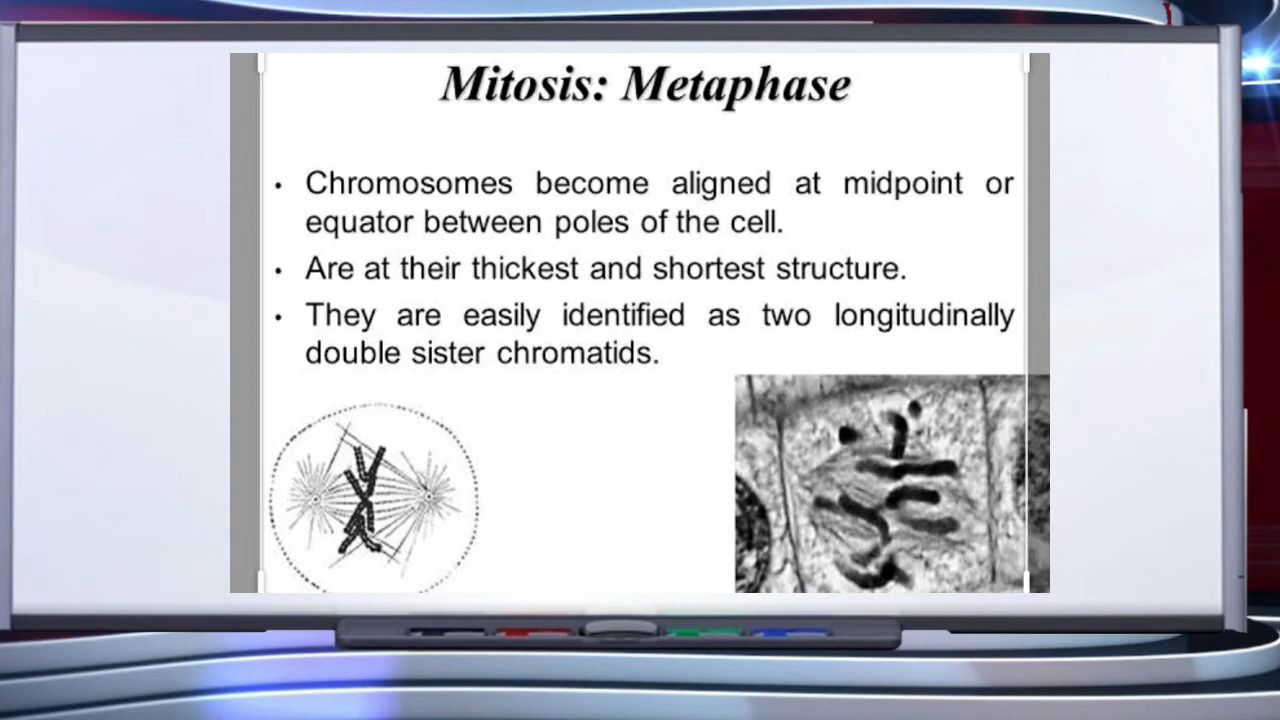 Mitosis: Metaphase
• Chromosomes become aligned at midpoint or
equator between poles of the cell.
• Are at their thickest and shortest structure.
• They are easily identified as two longitudinally
double sister chromatids.